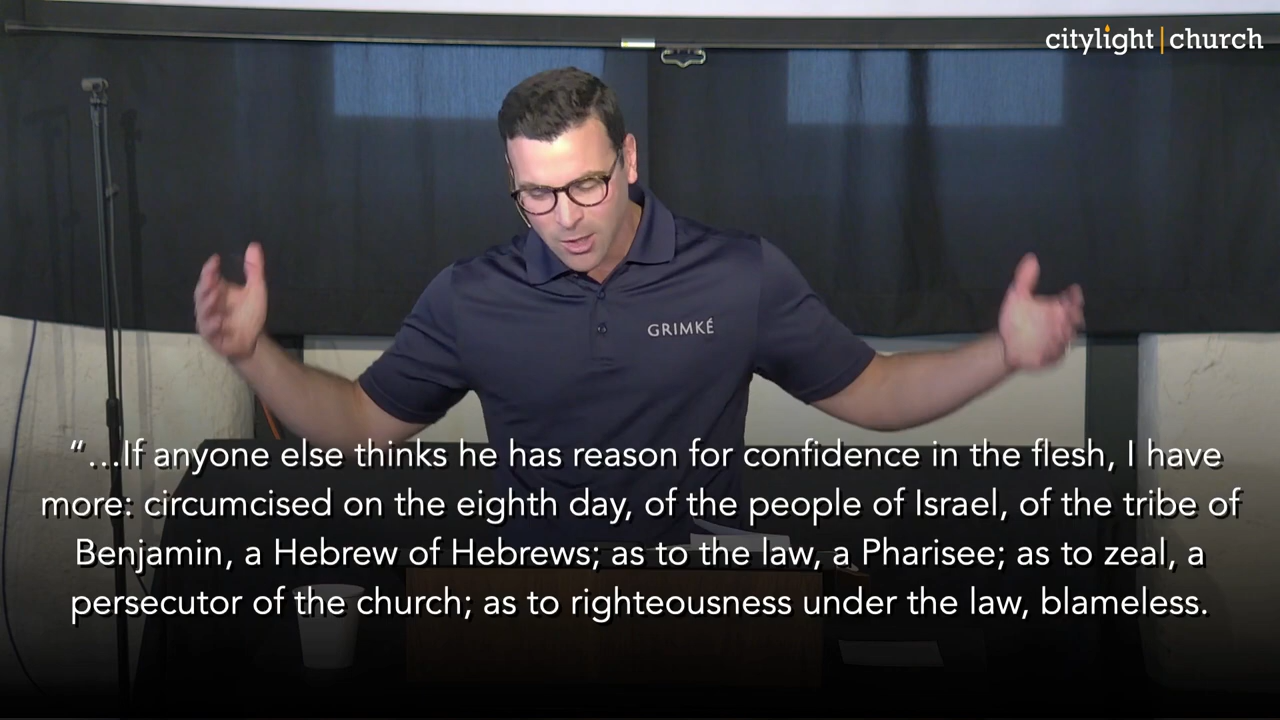 citylight|church
GRIMKÉ
“...If anyone else thinks he has reason for confidence in the flesh, I have
more: circumcised on the eighth day, of the people of Israel, of the tribe of
Benjamin, a Hebrew of Hebrews; as to the law, a Pharisee; as to zeal, a
persecutor of the church; as to righteousness under the law, blameless.